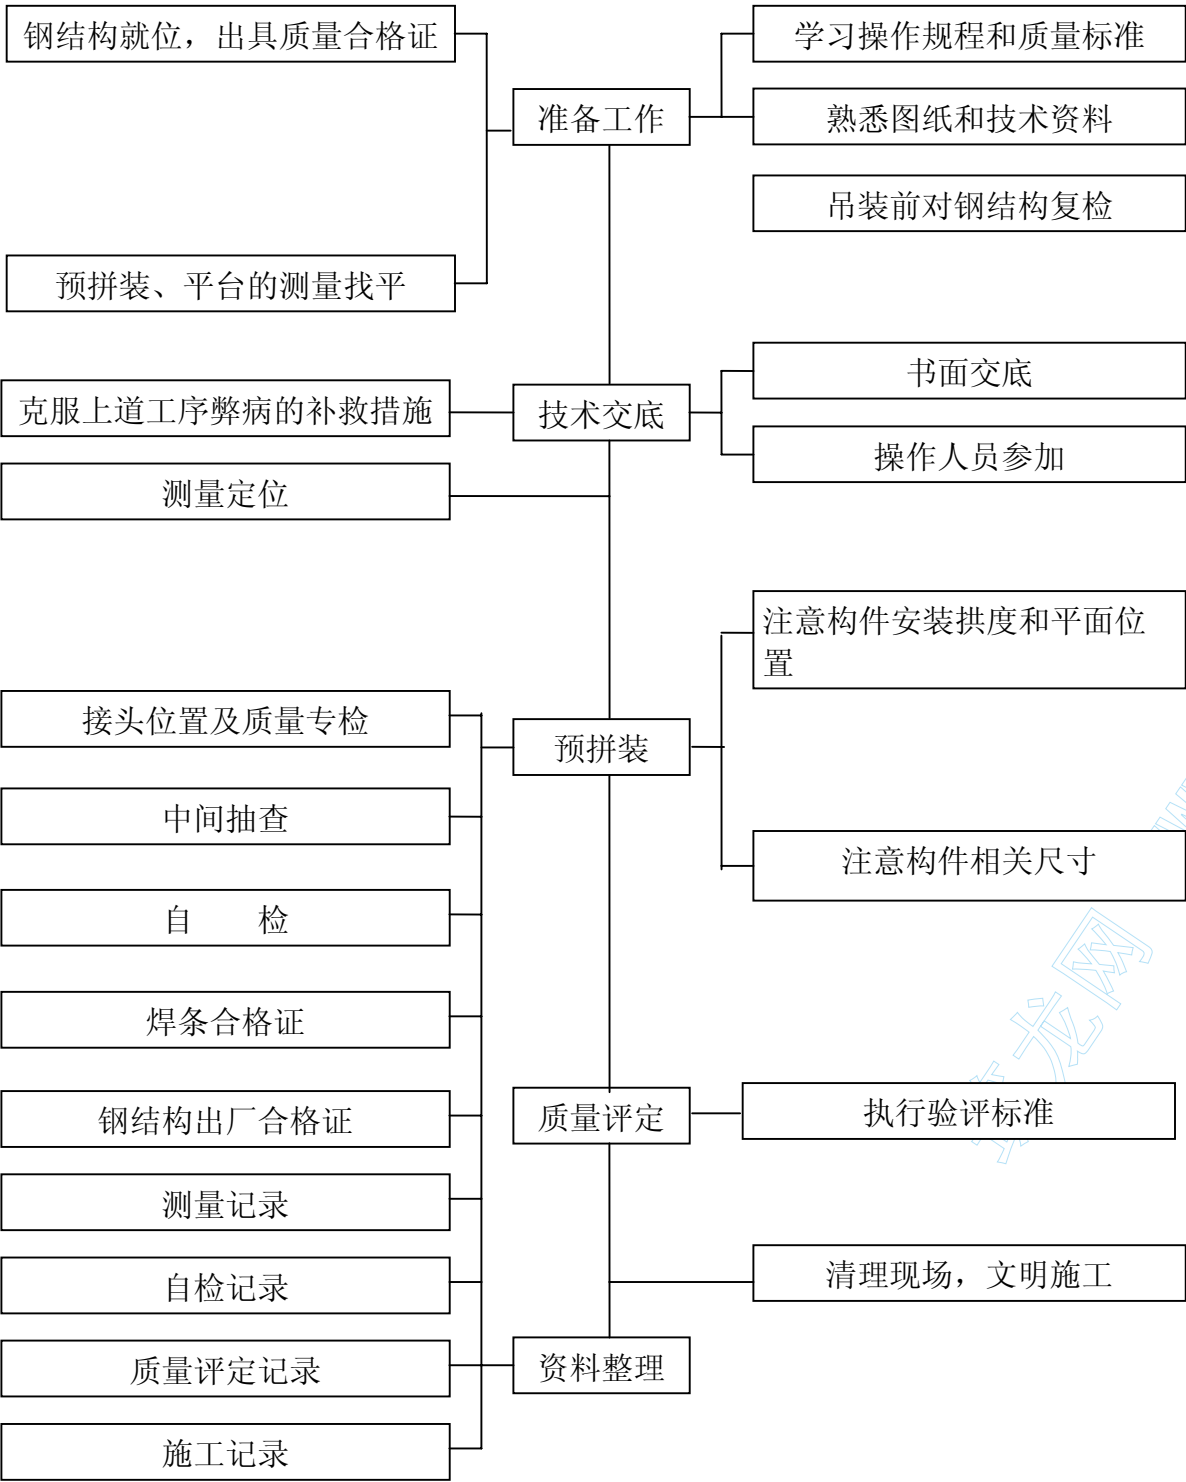 钢结构就位，出具质量合格证
学习操作规程和质量标准
准备工作
熟悉图纸和技术资料
吊装前对钢结构复检
预拼装、平台的测量找平
书面交底
克服上道工序弊病的补救措施
技术交底
操作人员参加
测量定位
注意构件安装拱度和平面位
置
接头位置及质量专检
预拼装
中间抽查
注意构件相关尺寸
自　　检
焊条合格证
钢结构出厂合格证
质量评定
执行验评标准
测量记录
自检记录
清理现场，文明施工
质量评定记录
资料整理
施工记录
龙网